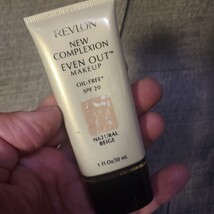 REVLON
NEW
COMPLEXION
EVEN OUT™
MAKEUP
OIL-FREE*
SPF 20
NATURAL
BEIGE
1 Fl Oz/30 mL